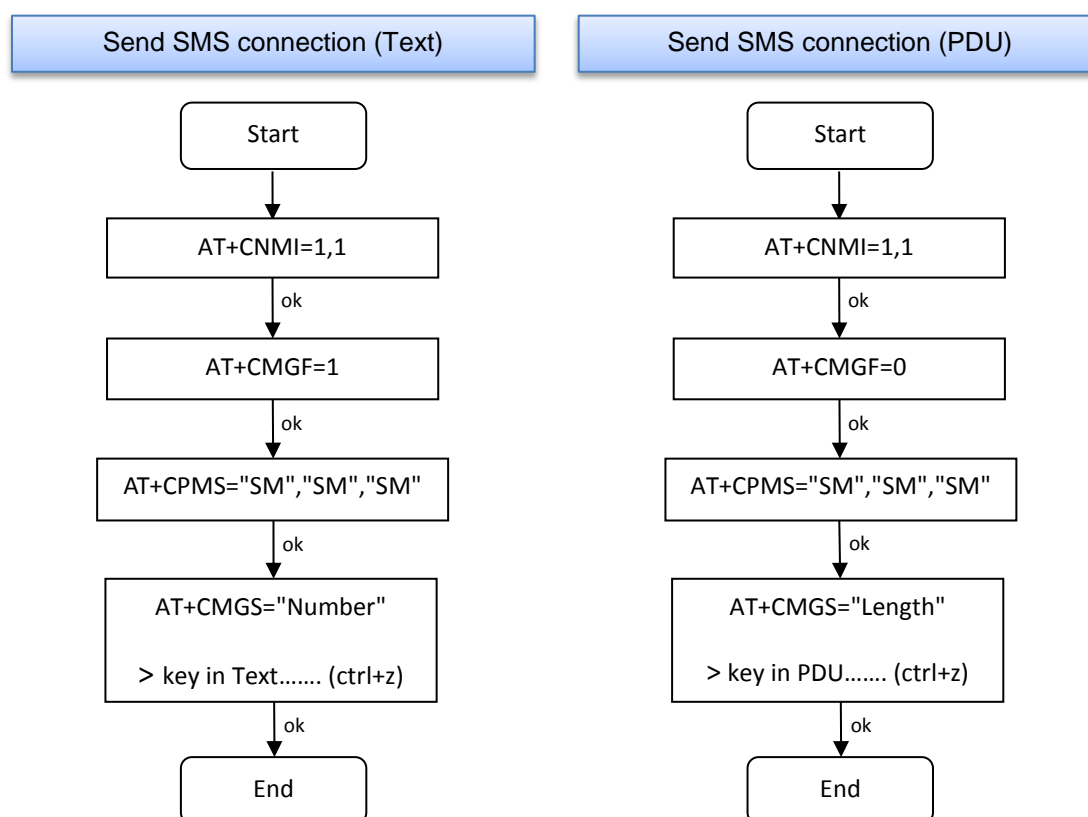 Send SMS connection (Text)
Start
AT+CNMI=1,1
ok
AT+CMGF=1
ok
AT+CPMS="SM","SM","SM"
ok
AT+CMGS="Number"
> key in Text……. (ctrl+z)
ok
End
Send SMS connection (PDU)
Start
AT+CNMI=1,1
ok
AT+CMGF=0
ok
AT+CPMS="SM","SM","SM"
ok
AT+CMGS="Length"
> key in PDU……. (ctrl+z)
ok
End